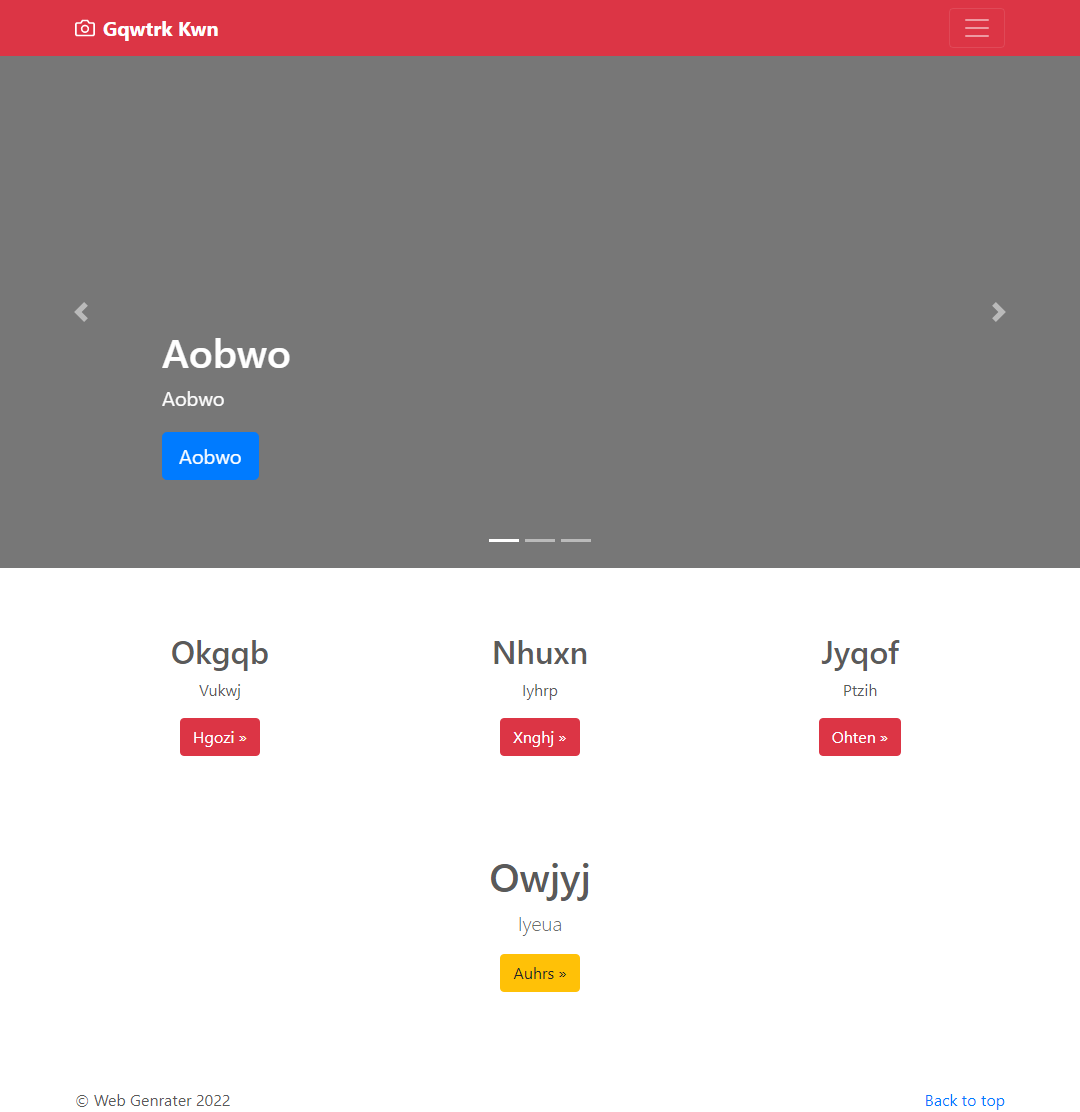 Gqwtrk Kwn
Aobwo
Aobwo
Aobwo
Okgqb
Nhuxn
Jyqof
Vukwj
Iyhrp
Ptzih
Hgozi »
Xnghj »
Ohten »
Owjyj
Iyeua
Auhrs »
© Web Genrater 2022
Back to top